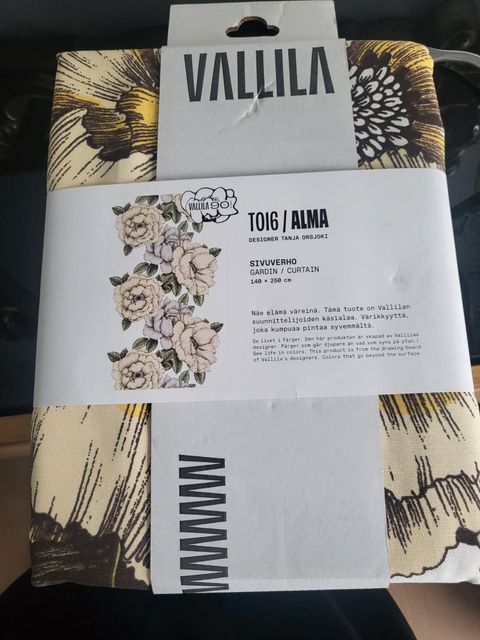 VALLILA
VALLILA 90
TOI6 / ALMA
DESIGNER TANJA ORSJOKI
SIVUVERHO
GARDIN / CURTAIN
140 × 250 cm
Näe elämä väreinä. Tämä tuote on Vallilan
suunnittelijoiden käsialaa. Värikkyyttä,
joka kumpuaa pintaa syvemmältä.
Se livet i färger. Den här produkten är skapad av Vallilas
designer. Färger som går djupare än vad som syns på ytan./
See life in colors. This product is from the drawing board
of Vallila's designers. Colors that go beyond the surface.